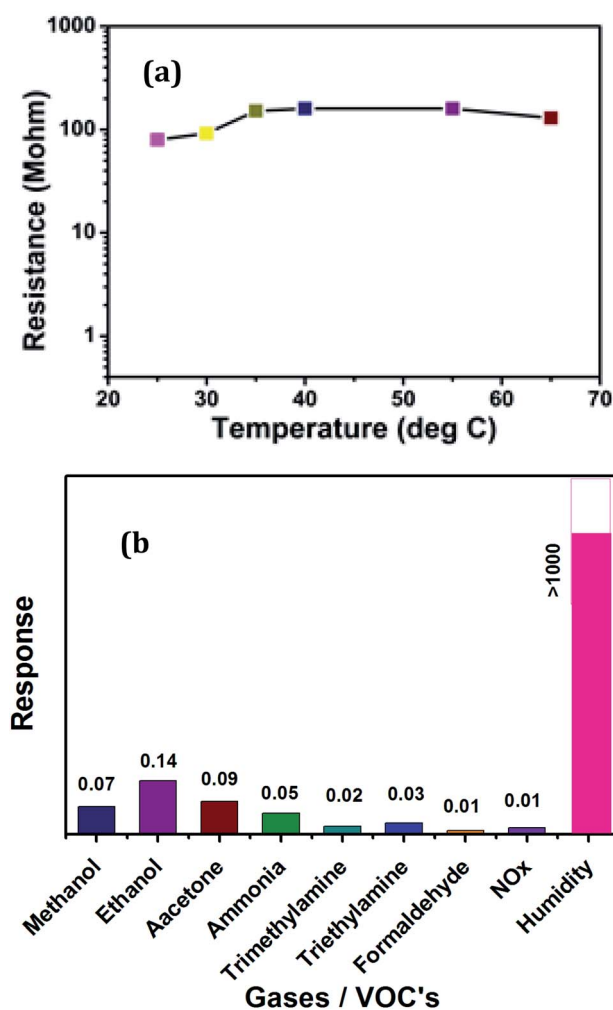 (a)
1000
100
10
1
Resistance (Mohm)
20 30 40 50 60 70
Temperature (deg C)
(b
>1000
0.07 0.14 0.09 0.05 0.02 0.03 0.01 0.01
Response
Methanol Ethanol Aacetone Ammonia Trimethylamine Triethylamine Formaldehyde NOx Humidity
Gases / VOC's